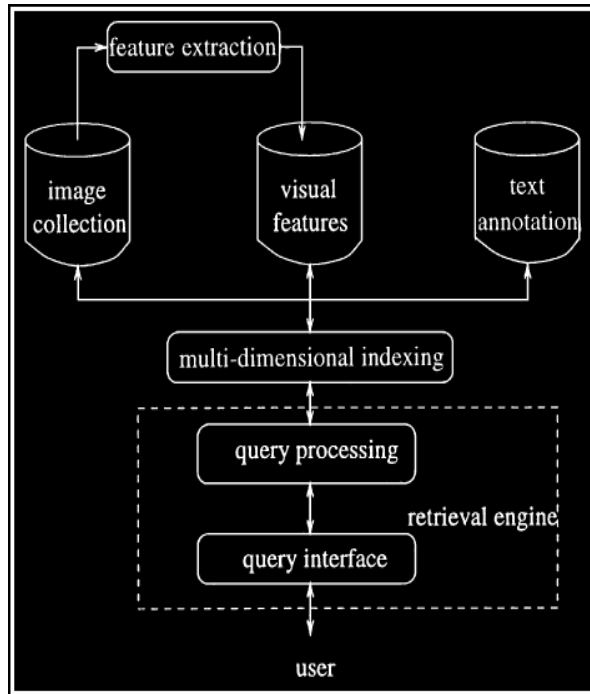 feature extraction
image
collection
visual
features
text
annotation
multi-dimensional indexing
query processing
retrieval engine
query interface
user